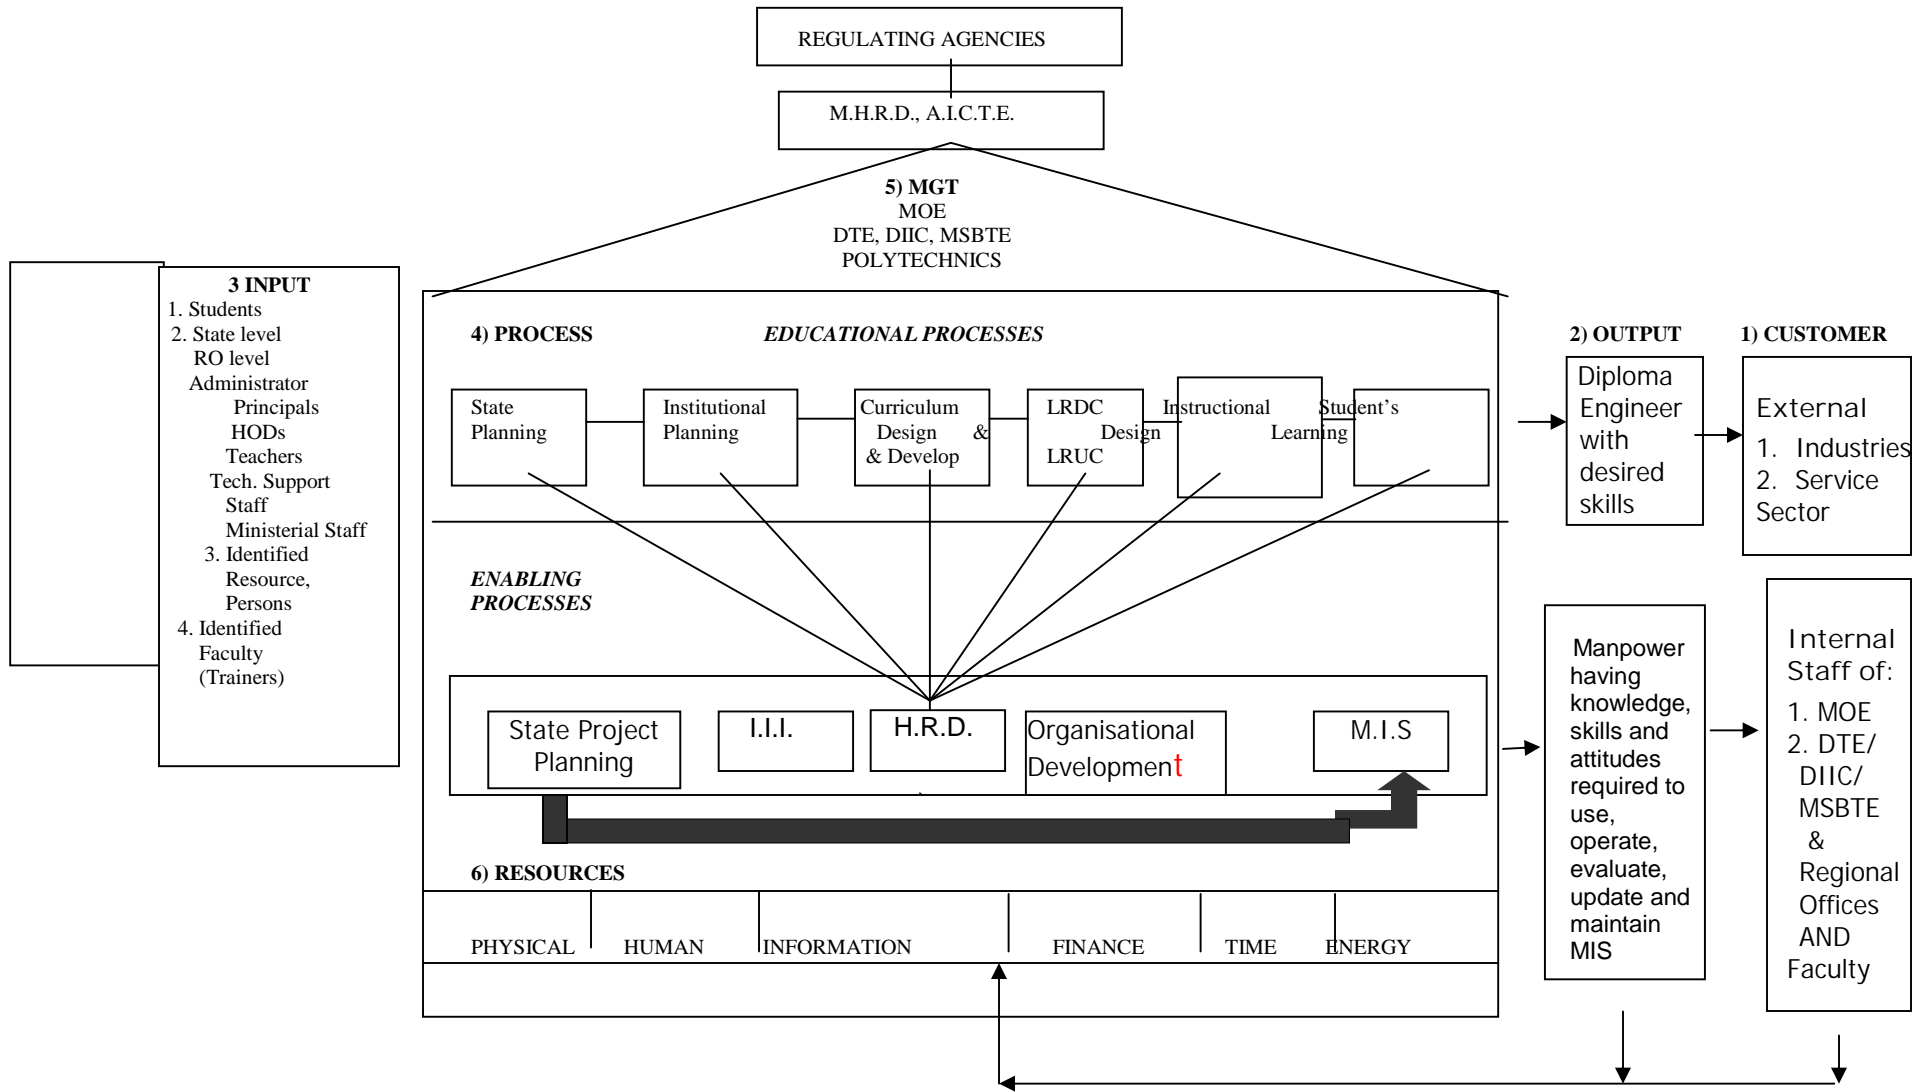 REGULATING AGENCIES
M.H.R.D., A.I.C.T.E.
5) MGT
MOE
DTE, DIIC, MSBTE
POLYTECHNICS
3 INPUT
1. Students
2. State level
RO level
Administrator
Principals
HODs
Teachers
Tech. Support
Staff
Ministerial Staff
3. Identified
Resource,
Persons
4. Identified
Faculty
(Trainers)
4) PROCESS
EDUCATIONAL PROCESSES
State
Planning
Institutional
Planning
Curriculum
Design &
& Develop
LRDC
Design
LRUC
Instructional
Learning
Student’s
ENABLING
PROCESSES
State Project
Planning
I.I.I.
H.R.D.
Organisational
Development
M.I.S
6) RESOURCES
PHYSICAL HUMAN INFORMATION FINANCE TIME ENERGY
2) OUTPUT
Diploma
Engineer
with
desired
skills
1) CUSTOMER
External
1. Industries
2. Service
Sector
Manpower
having
knowledge,
skills and
attitudes
required to
use,
operate,
evaluate,
update and
maintain
MIS
Internal
Staff of:
1. MOE
2. DTE/
DIIC/
MSBTE
&
Regional
Offices
AND
Faculty